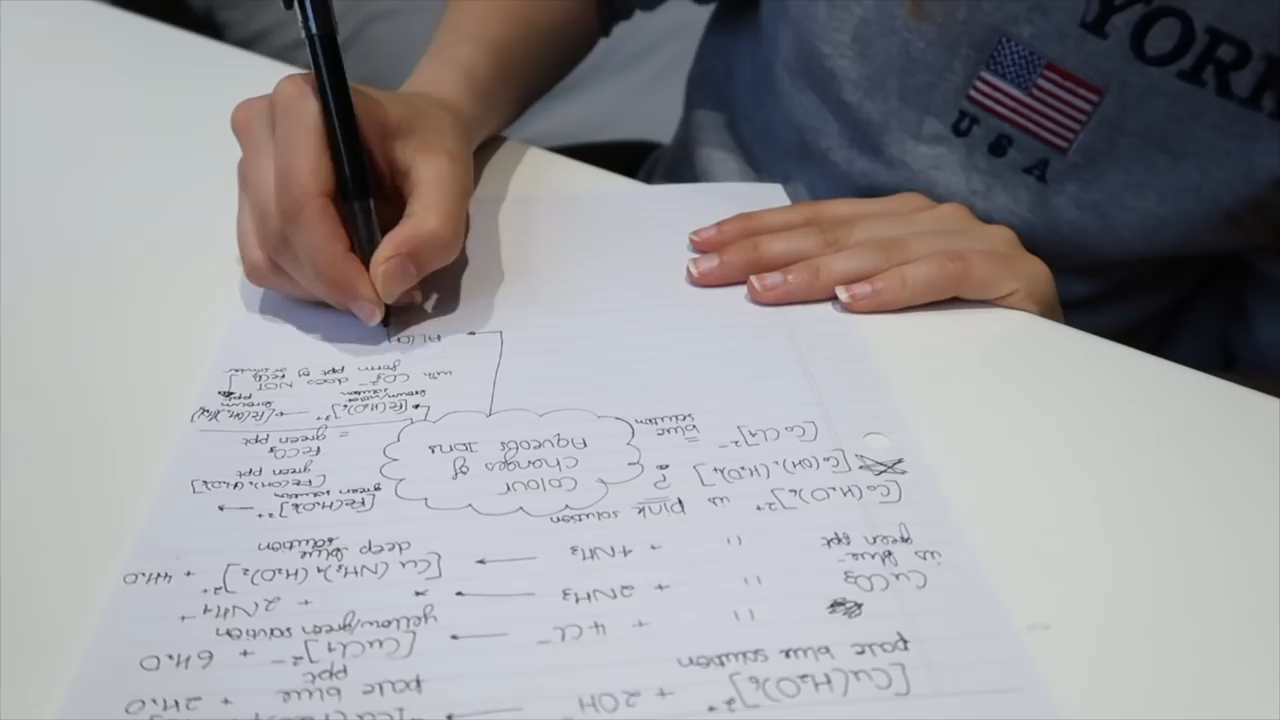 YORK
USA
[Cu(H₂O)₆]²⁺ + 2OH⁻ →
pale blue solution
pale blue
ppt
+ 2H₂O
" + 4Cl⁻ → [CuCl₄]²⁻ + 6H₂O
yellow/green solution
CuCO₃
is blue-
green ppt
" + 2NH₃ → * + 2NH₄⁺
" + 4NH₃ → [Cu(NH₃)₄(H₂O)₂]²⁺ + 4H₂O
deep blue
solution
[Co(H₂O)₆]²⁺ is pink solution
[Co(OH)₂(H₂O)₄] ?
[CoCl₄]²⁻ = blue
solution
Colour
Changes of
Aqueous Ions
[Fe(H₂O)₆]²⁺ →
green solution
[Fe(OH)₂(H₂O)₄]
green ppt
FeCO₃
= green ppt
[Fe(H₂O)₆]³⁺ →
solution
brown
ppt
with CO₃²⁻ does NOT
form ppt of FeCO₃ or similar
Al(OH